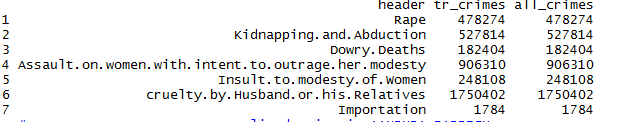 header tr_crimes all_crimes
1 Rape 478274 478274
2 Kidnapping.and.Abduction 527814 527814
3 Dowry.Deaths 182404 182404
4 Assault.on.women.with.intent.to.outrage.her.modesty 906310 906310
5 Insult.to.modesty.of.Women 248108 248108
6 cruelty.by.Husband.or.his.Relatives 1750402 1750402
7 Importation 1784 1784